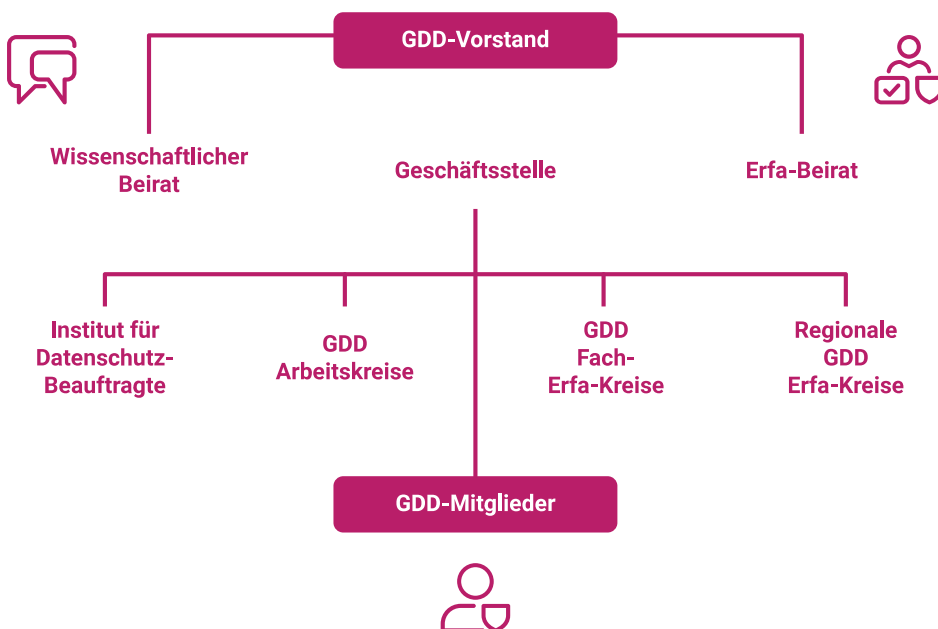 GDD-Vorstand
Wissenschaftlicher
Beirat
Geschäftsstelle
Erfa-Beirat
Institut für
Datenschutz-
Beauftragte
GDD
Arbeitskreise
GDD
Fach-
Erfa-Kreise
Regionale
GDD
Erfa-Kreise
GDD-Mitglieder